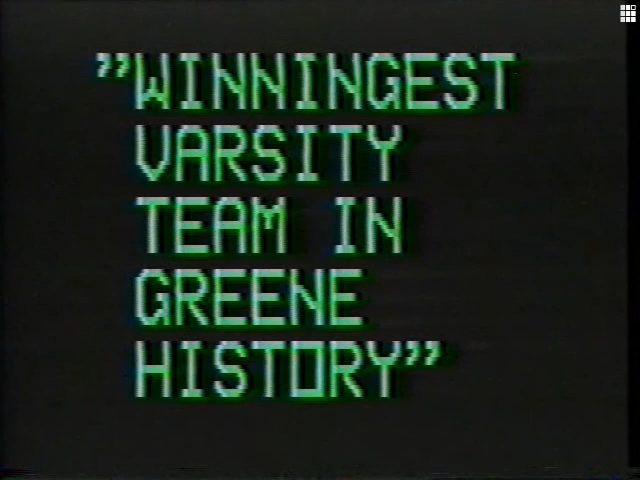 ”WINNINGEST
VARSITY
TEAM IN
GREENE
HISTORY”